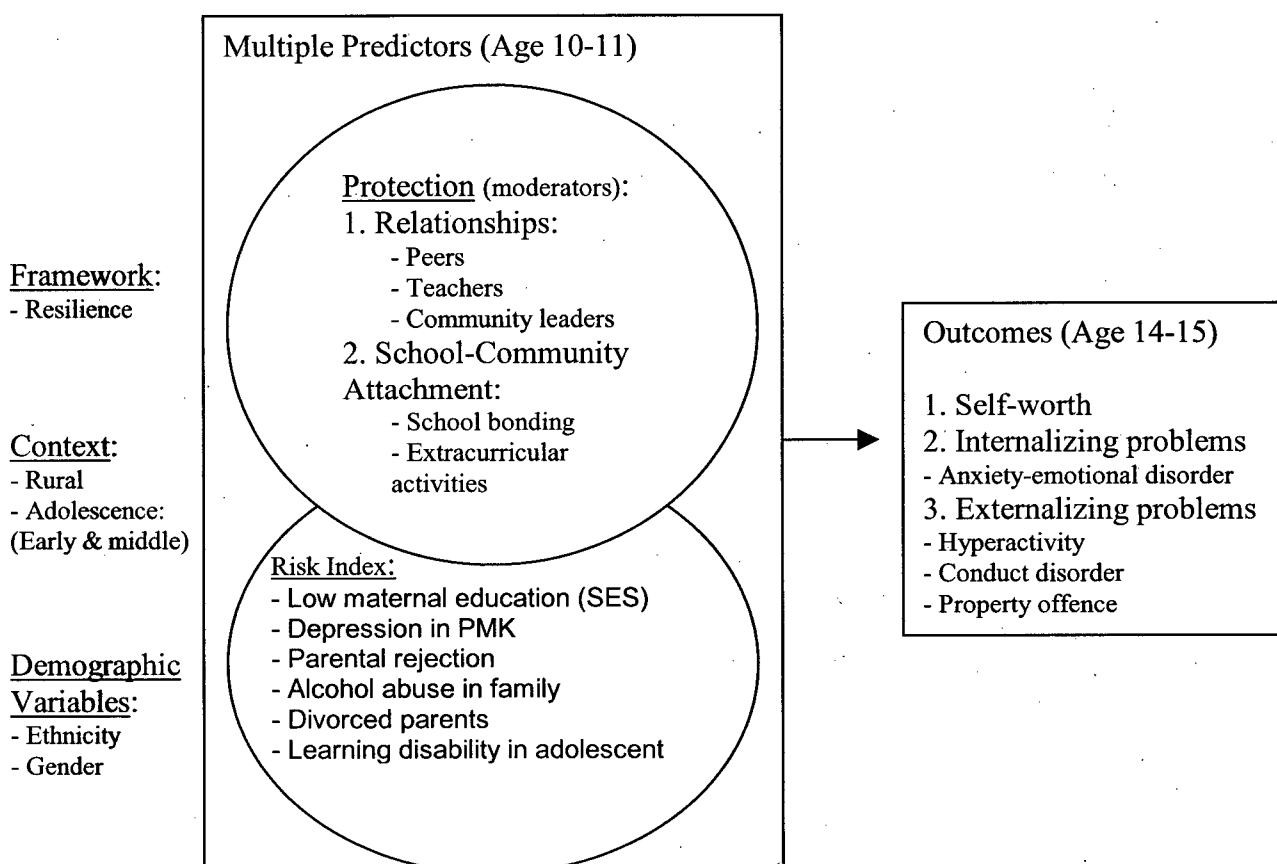 Multiple Predictors (Age 10-11)
Protection (moderators):
1. Relationships:
- Peers
- Teachers
- Community leaders
2. School-Community
Attachment:
- School bonding
- Extracurricular
activities
Risk Index:
- Low maternal education (SES)
- Depression in PMK
- Parental rejection
- Alcohol abuse in family
- Divorced parents
- Learning disability in adolescent
Framework:
- Resilience
Context:
- Rural
- Adolescence:
(Early & middle)
Demographic
Variables:
- Ethnicity
- Gender
Outcomes (Age 14-15)
1. Self-worth
2. Internalizing problems
- Anxiety-emotional disorder
3. Externalizing problems
- Hyperactivity
- Conduct disorder
- Property offence